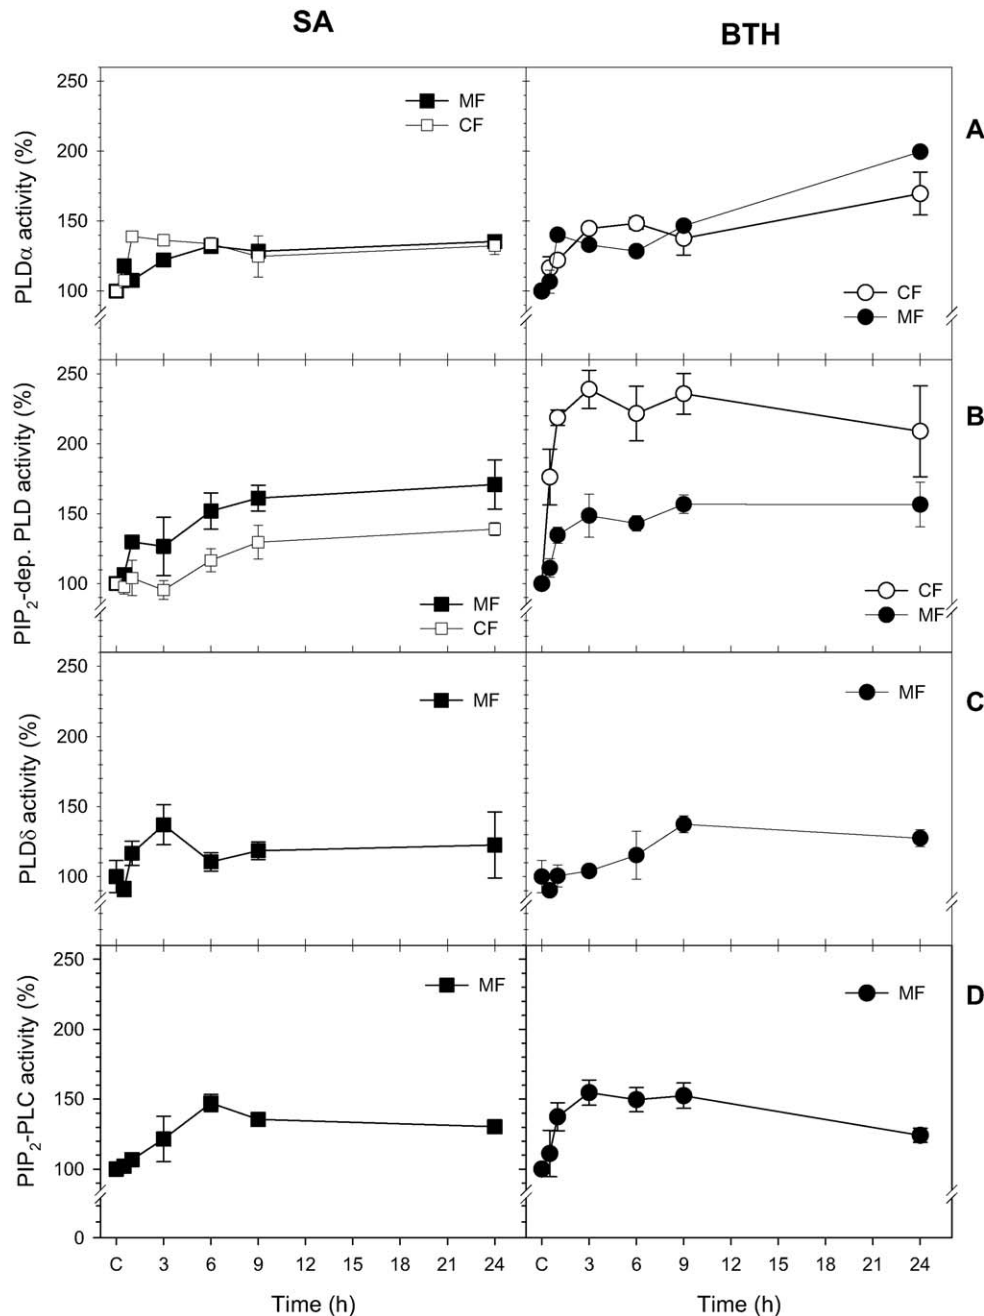 SA
BTH
PLDα activity (%)
250
200
150
100
MF
CF
CF
MF
A
PIP2-dep. PLD activity (%)
250
200
150
100
MF
CF
CF
MF
B
PLDδ activity (%)
250
200
150
100
MF
MF
C
PIP2-PLC activity (%)
250
200
150
100
0
MF
MF
D
C 3 6 9 12 15 18 21 24
C 3 6 9 12 15 18 21 24
Time (h)
Time (h)